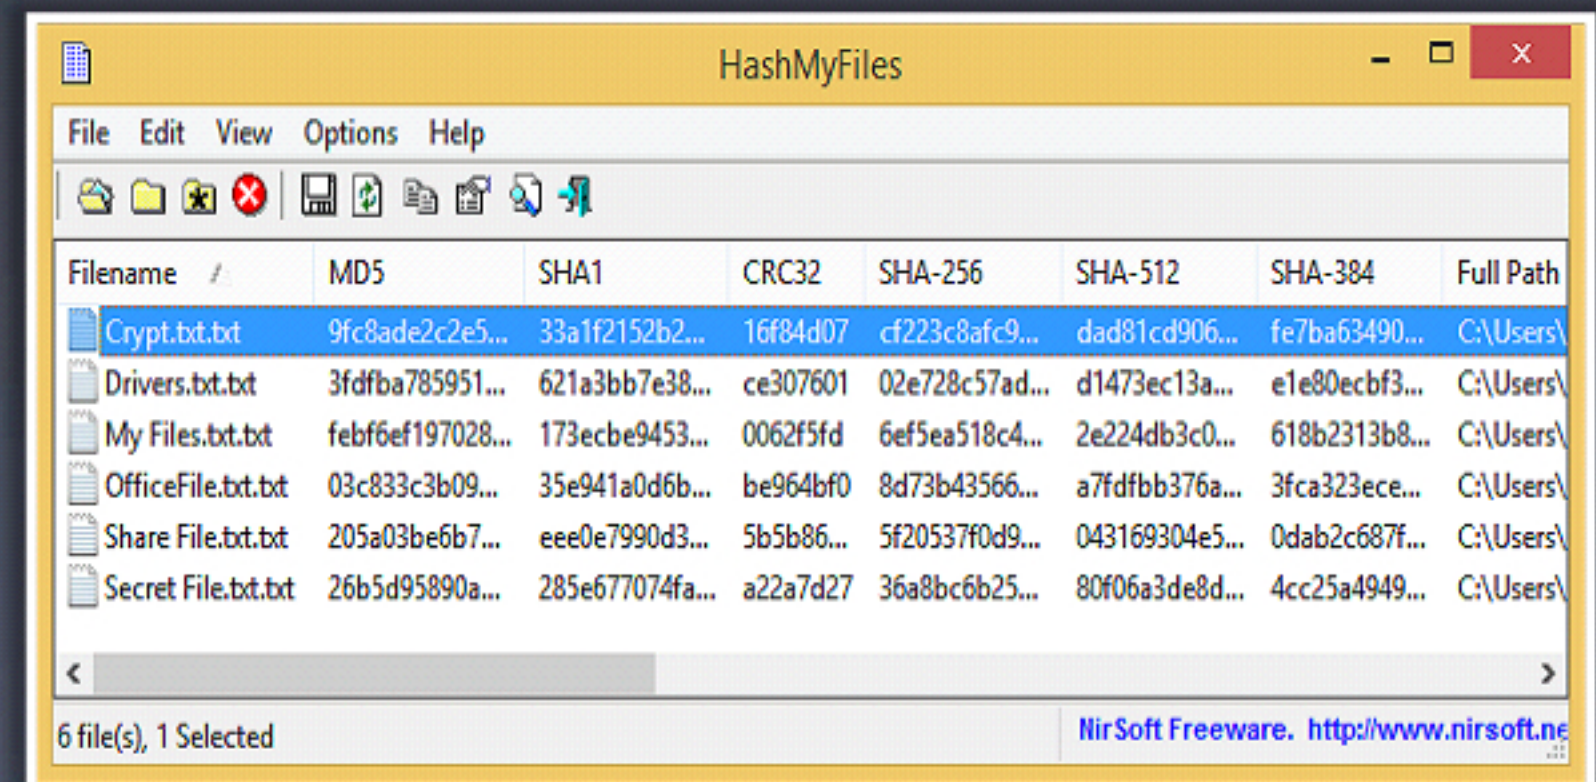 HashMyFiles
File Edit View Options Help
Filename MD5 SHA1 CRC32 SHA-256 SHA-512 SHA-384 Full Path
Crypt.txt.txt 9fc8ade2c2e5... 33a1f2152b2... 16f84d07 cf223c8afc9... dad81cd906... fe7ba63490... C:\Users\
Drivers.txt.txt 3fdfba785951... 621a3bb7e38... ce307601 02e728c57ad... d1473ec13a... e1e80ecbf3... C:\Users\
My Files.txt.txt febf6ef197028... 173ecbe9453... 0062f5fd 6ef5ea518c4... 2e224db3c0... 618b2313b8... C:\Users\
OfficeFile.txt.txt 03c833c3b09... 35e941a0d6b... be964bf0 8d73b43566... a7fdfbb376a... 3fca323ece... C:\Users\
Share File.txt.txt 205a03be6b7... eee0e7990d3... 5b5b86... 5f20537f0d9... 043169304e5... 0dab2c687f... C:\Users\
Secret File.txt.txt 26b5d95890a... 285e677074fa... a22a7d27 36a8bc6b25... 80f06a3de8d... 4cc25a4949... C:\Users\
6 file(s), 1 Selected NirSoft Freeware. http://www.nirsoft.ne